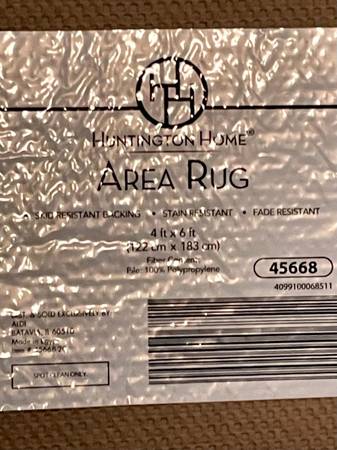 HUNTINGTON HOME®
AREA RUG
• SKID RESISTANT BACKING • STAIN RESISTANT • FADE RESISTANT
4 ft x 6 ft
(122 cm x 183 cm)
Fiber Content:
Pile: 100% Polypropylene
45668
4099100068511
DIST. & SOLD EXCLUSIVELY BY:
ALDI
BATAVIA, IL 60510
Made in Egypt
Item #
SPOT CLEAN ONLY